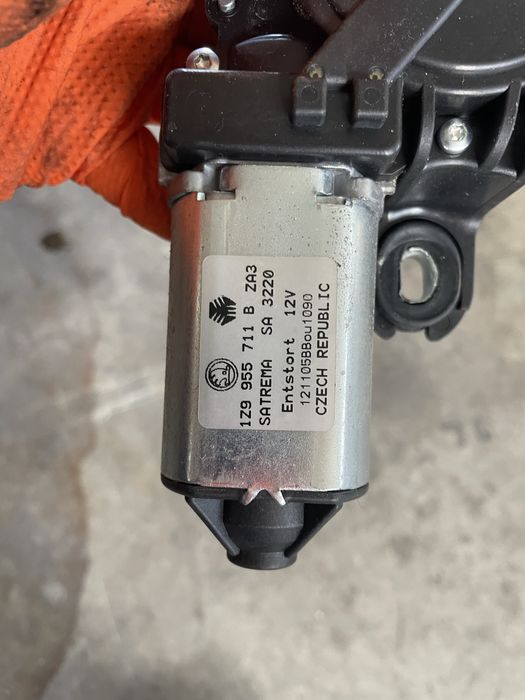 1Z9 955 711 B ZA3
SATREMA SA 3220
Entstort 12V
121105BBou1090
CZECH REPUBLIC